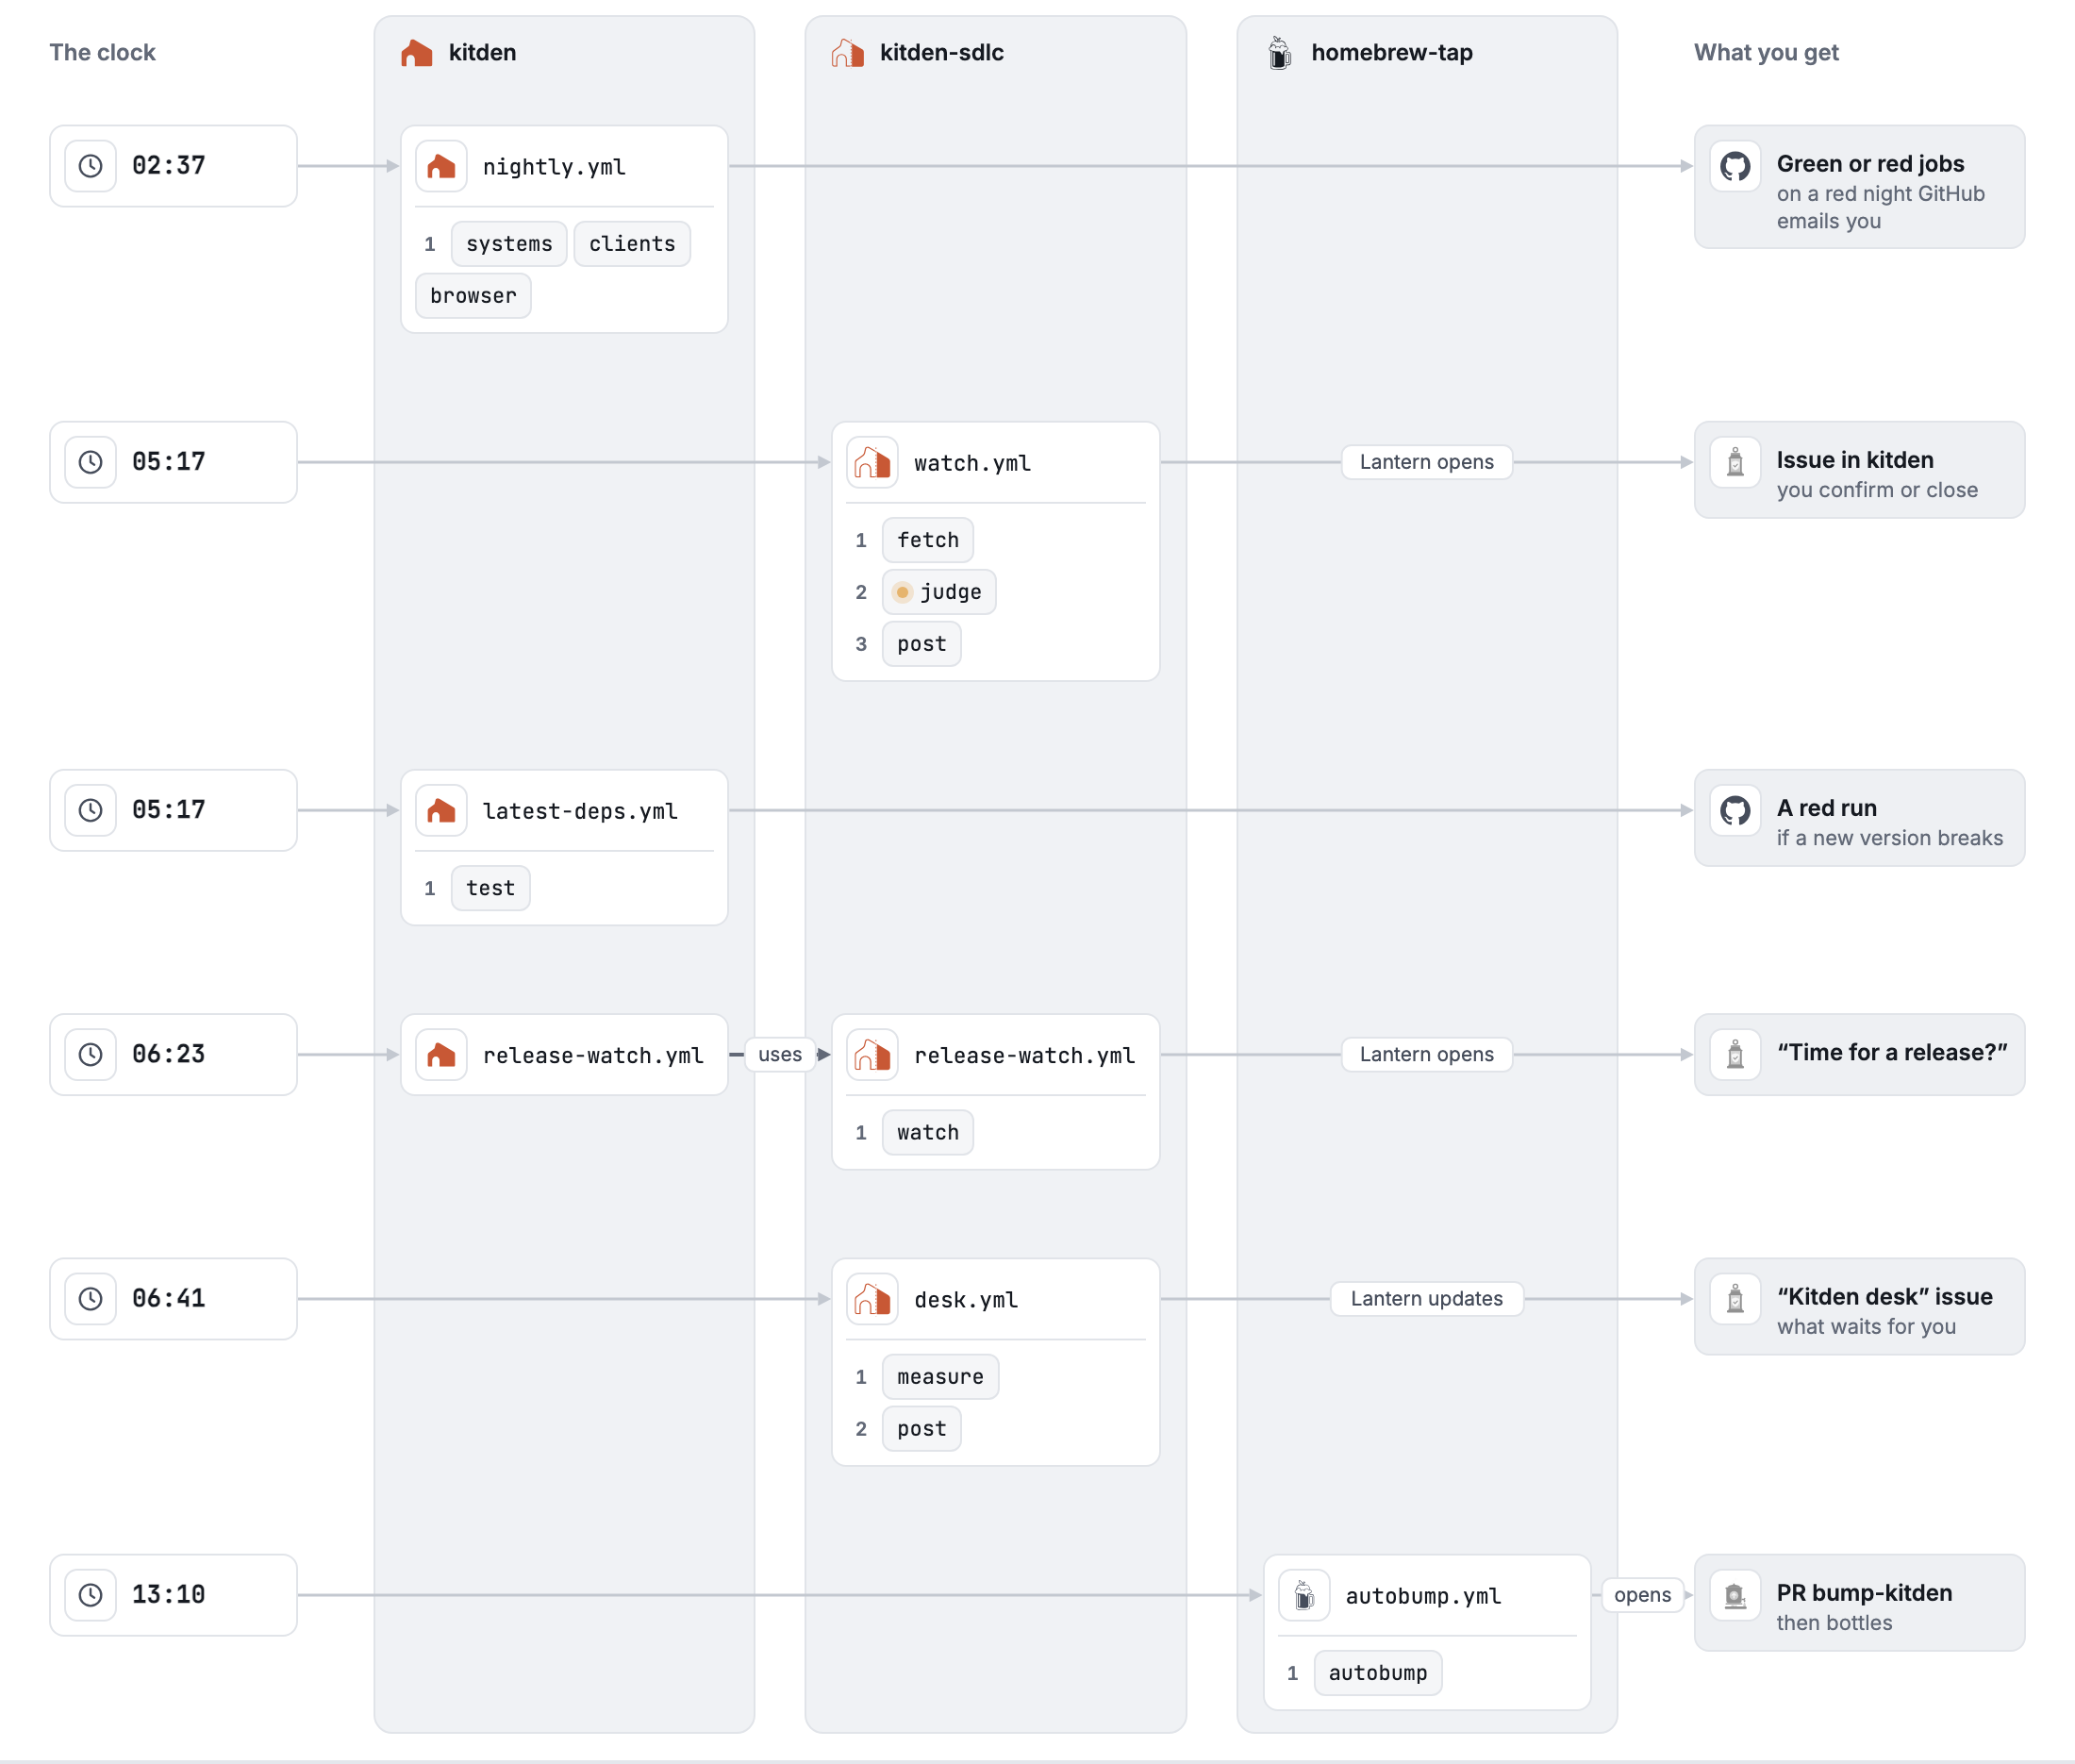 The clock
kitden
kitden-sdlc
homebrew-tap
What you get
02:37
nightly.yml
1 systems clients
browser
Green or red jobs
on a red night GitHub
emails you
05:17
watch.yml
1 fetch
2 judge
3 post
Lantern opens
Issue in kitden
you confirm or close
05:17
latest-deps.yml
1 test
A red run
if a new version breaks
06:23
release-watch.yml
uses
release-watch.yml
1 watch
Lantern opens
“Time for a release?”
06:41
desk.yml
1 measure
2 post
Lantern updates
“Kitden desk” issue
what waits for you
13:10
autobump.yml
1 autobump
opens
PR bump-kitden
then bottles